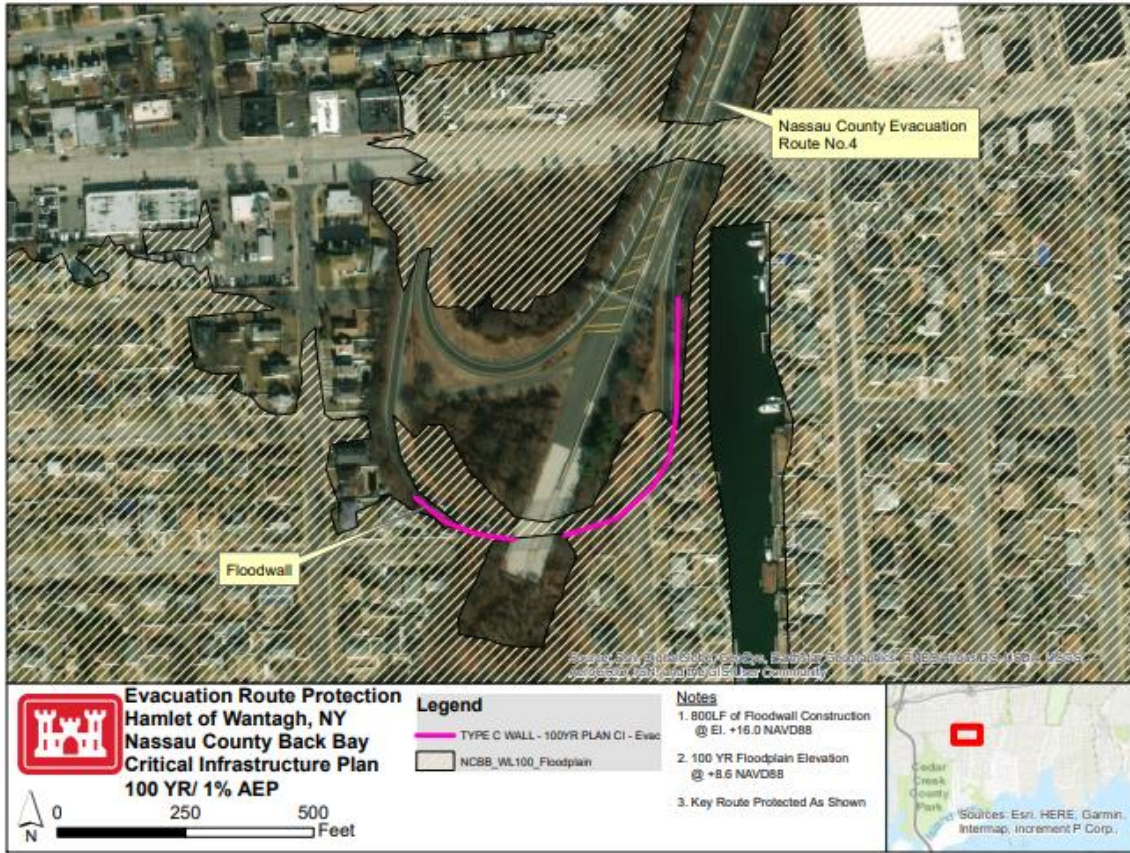 Nassau County Evacuation
Route No.4
Floodwall
Evacuation Route Protection
Hamlet of Wantagh, NY
Nassau County Back Bay
Critical Infrastructure Plan
100 YR/ 1% AEP
N
0 250 500
Feet
Legend
TYPE C WALL - 100YR PLAN CI - Evac
NCBB_WL100_Floodplain
Notes
1. 800LF of Floodwall Construction
@ El. +16.0 NAVD88
2. 100 YR Floodplain Elevation
@ +8.6 NAVD88
3. Key Route Protected As Shown
Cedar
Creek
County
Park
Sources: Esri, HERE, Garmin,
Intermap, increment P Corp.,